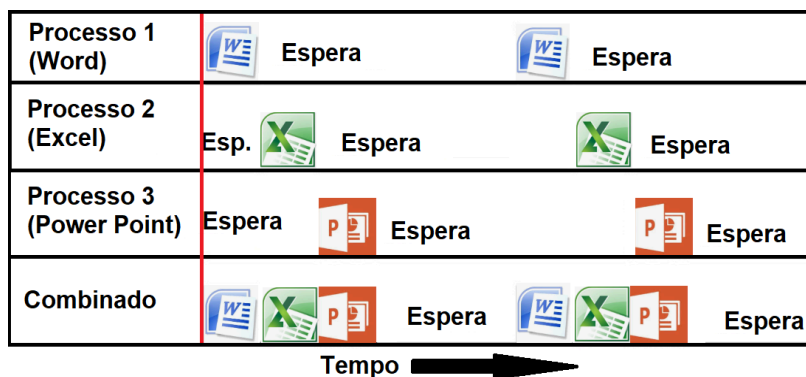 Processo 1
(Word)
Espera
Espera
Processo 2
(Excel)
Esp.
Espera
Espera
Processo 3
(Power Point)
Espera
Espera
Espera
Combinado
Espera
Espera
Tempo